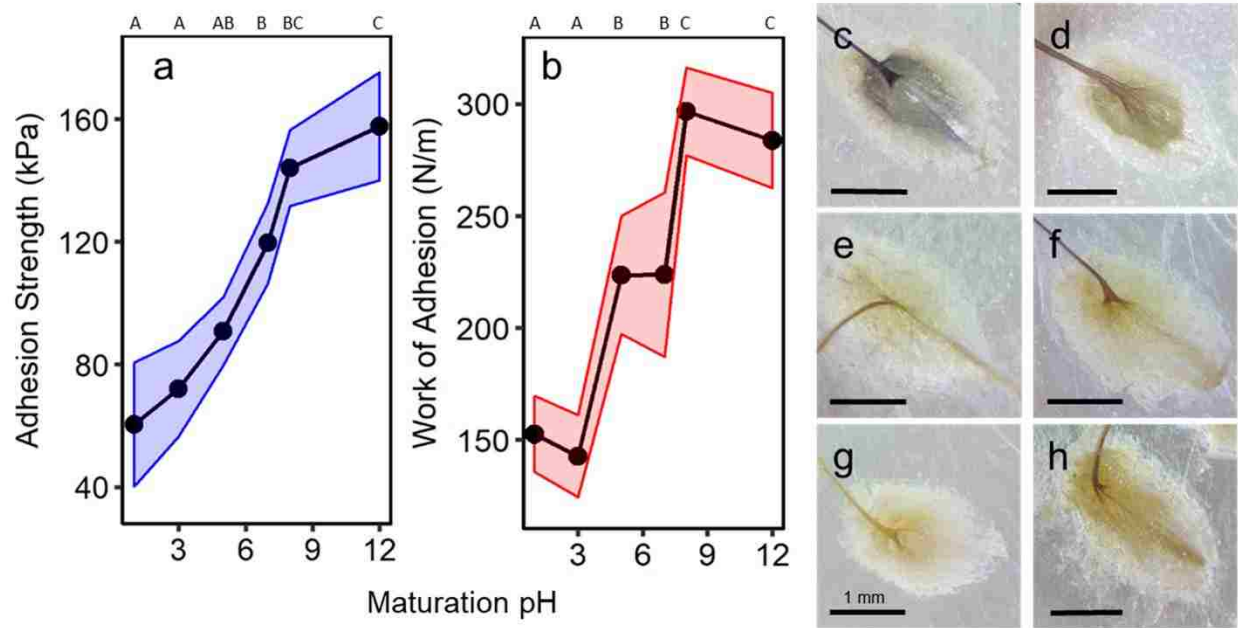 A A AB B BC C
a
Adhesion Strength (kPa)
160
120
80
40
3 6 9 12
A A B B C C
b
Work of Adhesion (N/m)
300
250
200
150
3 6 9 12
Maturation pH
c
d
e
f
g
1 mm
h